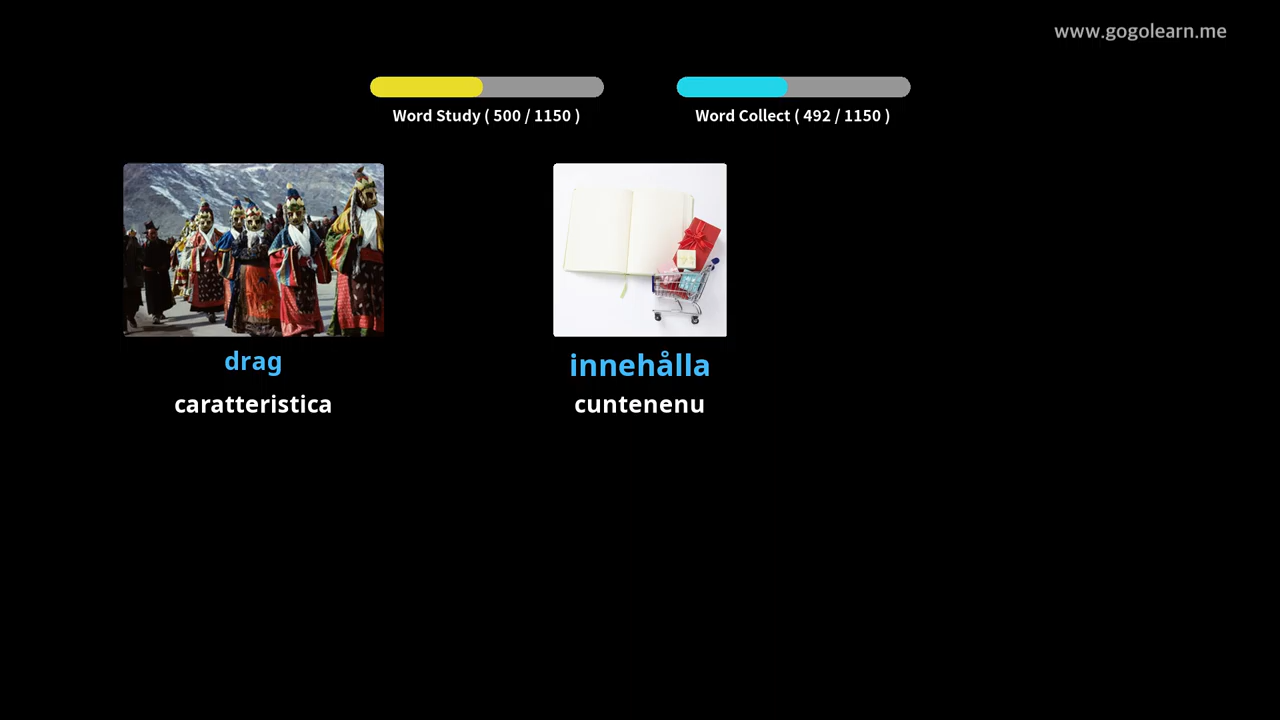 www.gogolearn.me
Word Study ( 500 / 1150 )
Word Collect ( 492 / 1150 )
drag
innehålla
caratteristica
cuntenenu